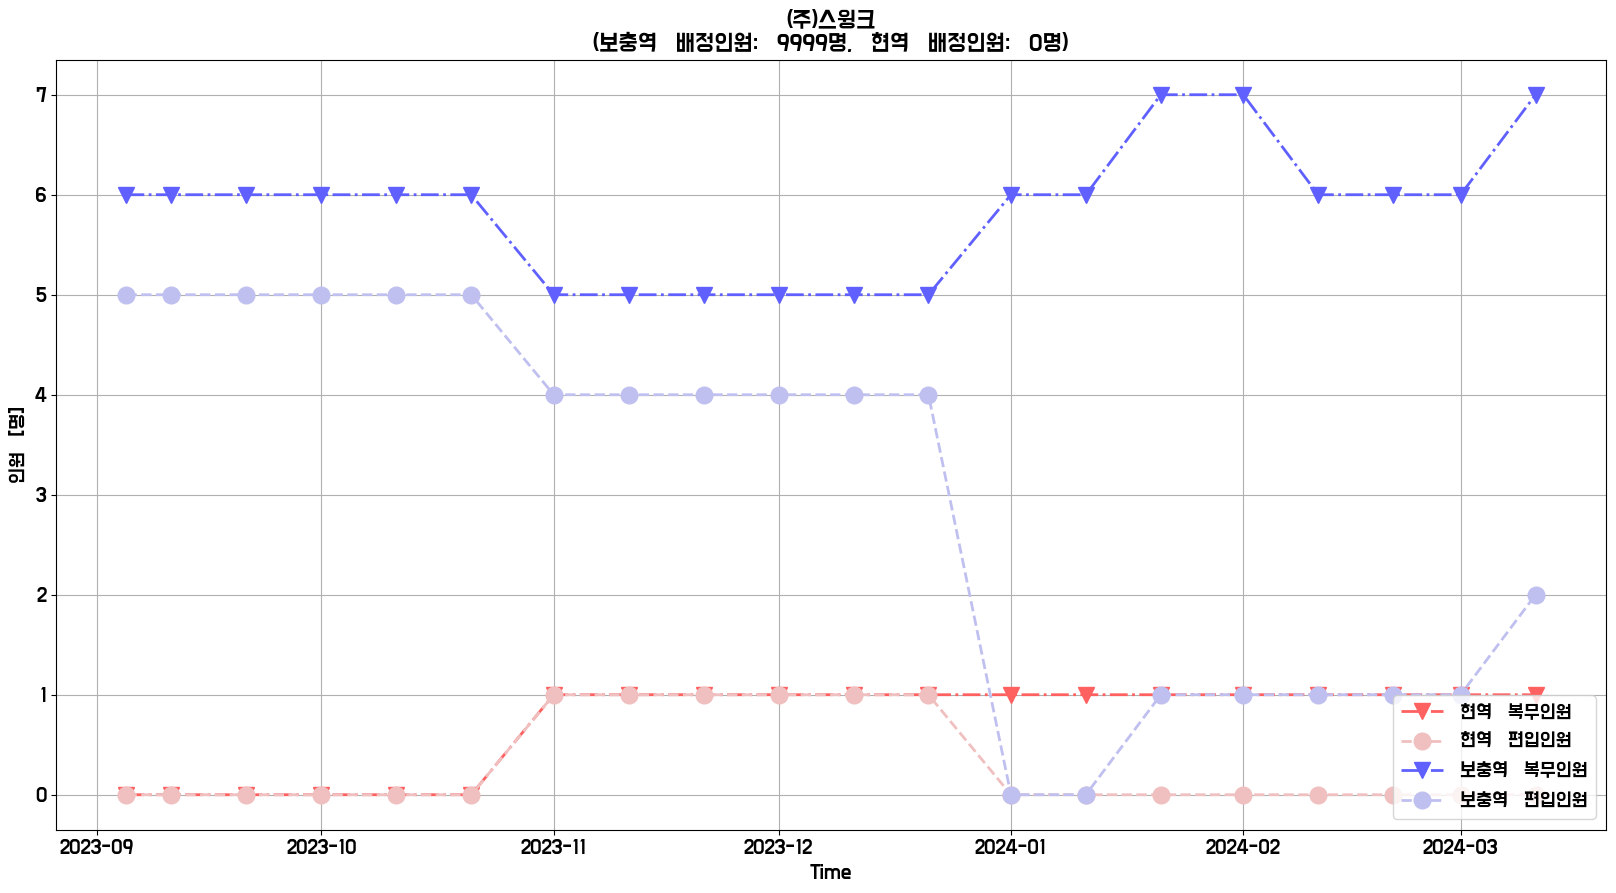 (주)스윙크
(보충역 배정인원: 9999명, 현역 배정인원: 0명)
인원 [명]
7
6
5
4
3
2
1
0
2023-09
2023-10
2023-11
2023-12
2024-01
2024-02
2024-03
Time
현역 복무인원
현역 편입인원
보충역 복무인원
보충역 편입인원